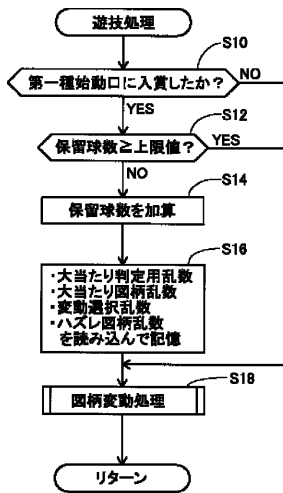 遊技処理
S10
第一種始動口に入賞したか？
NO
YES
S12
保留球数≧上限値？
YES
NO
S14
保留球数を加算
S16
・大当たり判定用乱数
・大当たり図柄乱数
・変動選択乱数
・ハズレ図柄乱数
を読み込んで記憶
S18
図柄変動処理
リターン